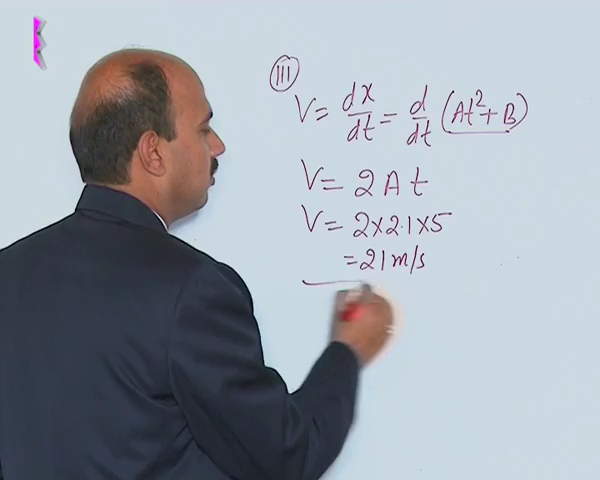 III
V = dx/dt = d/dt (At² + B)
V = 2At
V = 2×2.1×5
= 21 m/s